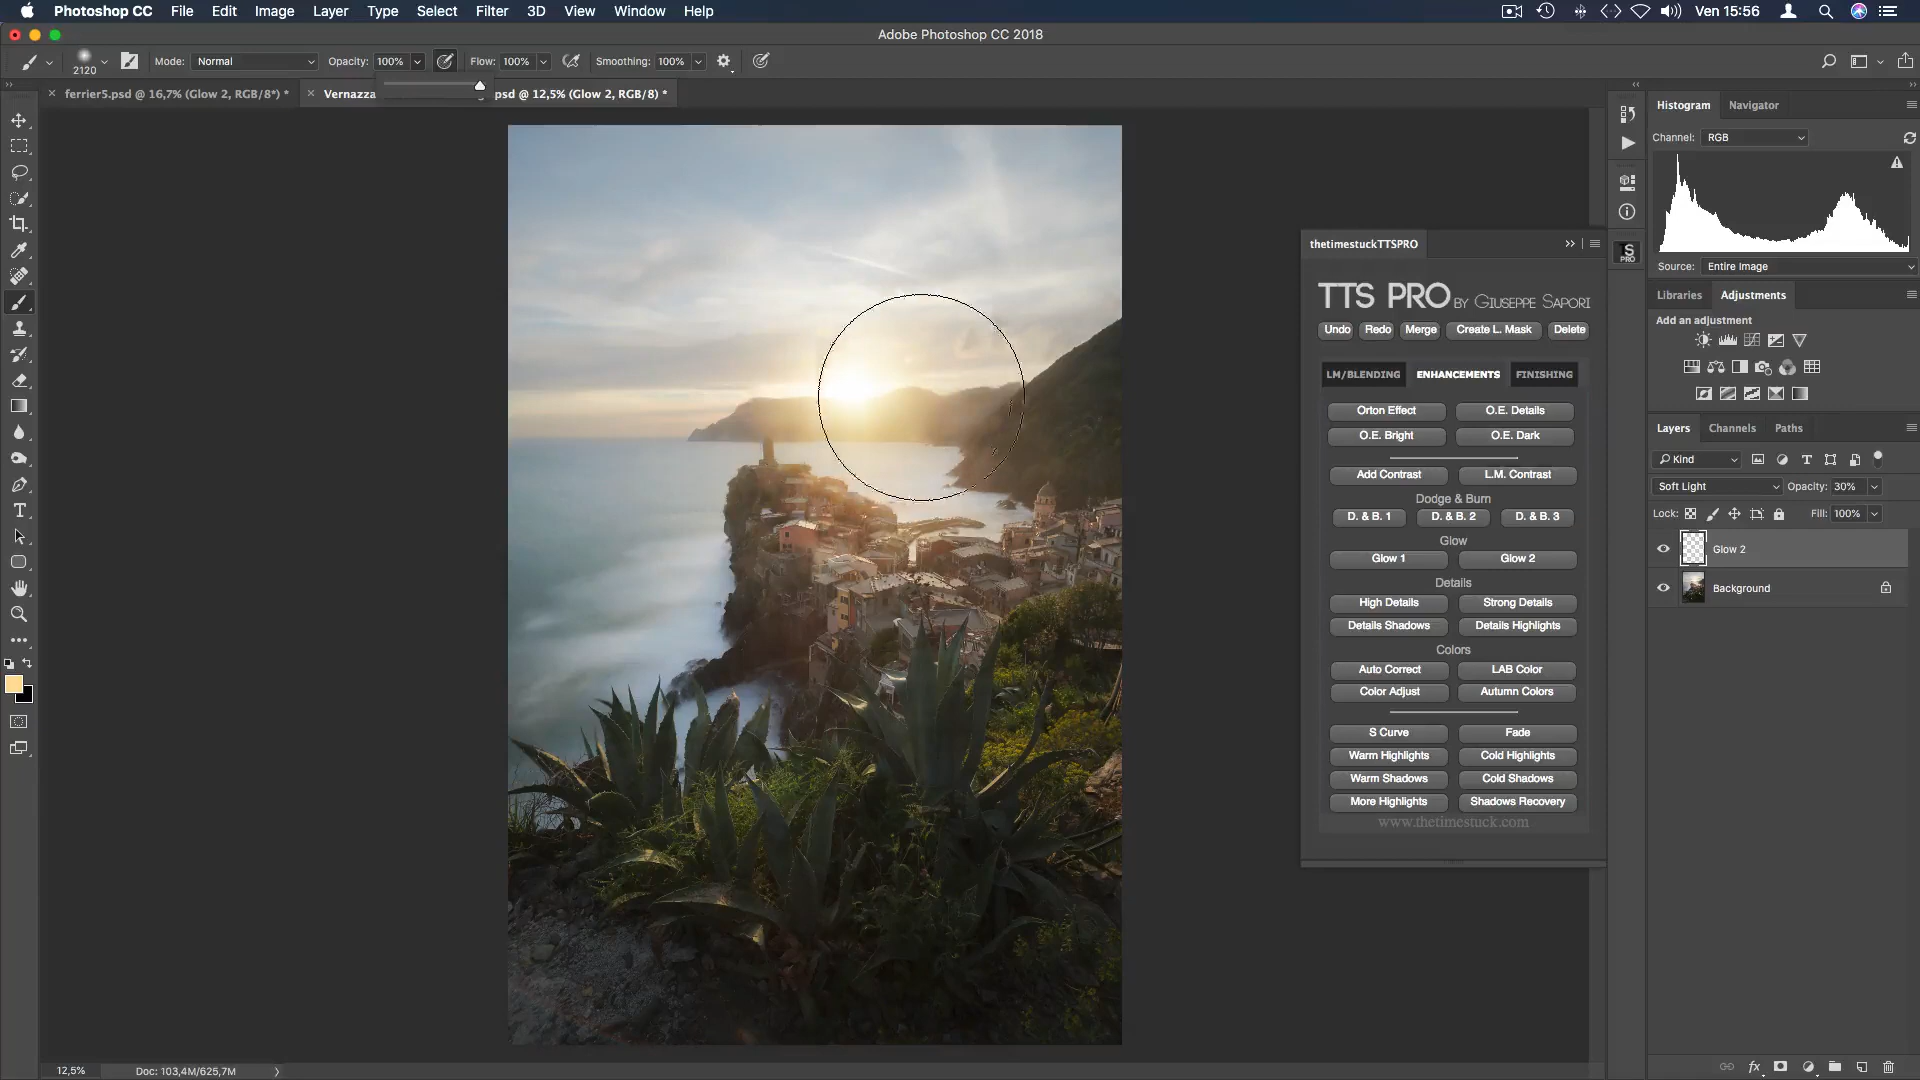 Photoshop CC File Edit Image Layer Type Select Filter 3D View Window Help Ven 15:56
Adobe Photoshop CC 2018
2120 Mode: Normal Opacity: 100% Flow: 100% Smoothing: 100%
ferrier5.psd @ 16,7% (Glow 2, RGB/8*) * Vernazza psd @ 12,5% (Glow 2, RGB/8) *
Histogram Navigator
Channel: RGB
Source: Entire Image
Libraries Adjustments
Add an adjustment
Layers Channels Paths
Kind
Soft Light Opacity: 30%
Lock: Fill: 100%
Glow 2
Background
thetimestuckTTSPRO
TTS PRO BY GIUSEPPE SAPORI
Undo Redo Merge Create L. Mask Delete
LM/BLENDING ENHANCEMENTS FINISHING
Orton Effect O.E. Details
O.E. Bright O.E. Dark
Add Contrast L.M. Contrast
Dodge & Burn
D. & B. 1 D. & B. 2 D. & B. 3
Glow
Glow 1 Glow 2
Details
High Details Strong Details
Details Shadows Details Highlights
Colors
Auto Correct LAB Color
Color Adjust Autumn Colors
S Curve Fade
Warm Highlights Cold Highlights
Warm Shadows Cold Shadows
More Highlights Shadows Recovery
www.thetimestuck.com
TS
PRO
12,5% Doc: 103,4M/625,7M
fx